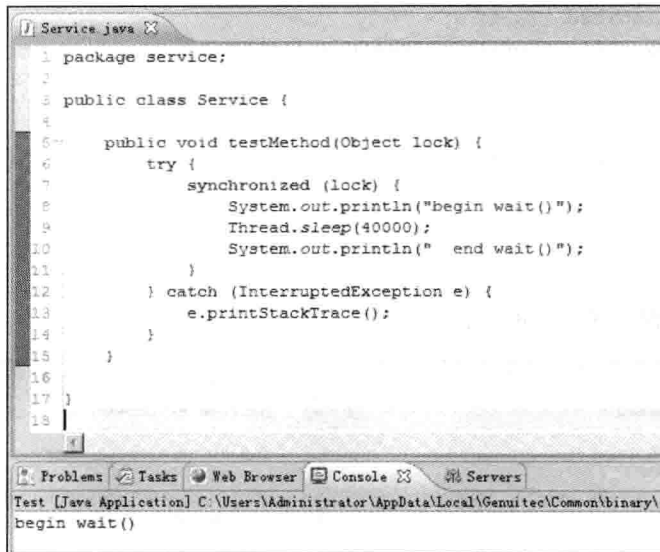 Service.java
1 package service;
2
3 public class Service {
4
5 public void testMethod(Object lock) {
6 try {
7 synchronized (lock) {
8 System.out.println("begin wait()");
9 Thread.sleep(40000);
10 System.out.println("  end wait()");
11 }
12 } catch (InterruptedException e) {
13 e.printStackTrace();
14 }
15 }
16
17 }
18
Problems Tasks Web Browser Console Servers
Test [Java Application] C:\Users\Administrator\AppData\Local\Genuitec\Common\binary\
begin wait()